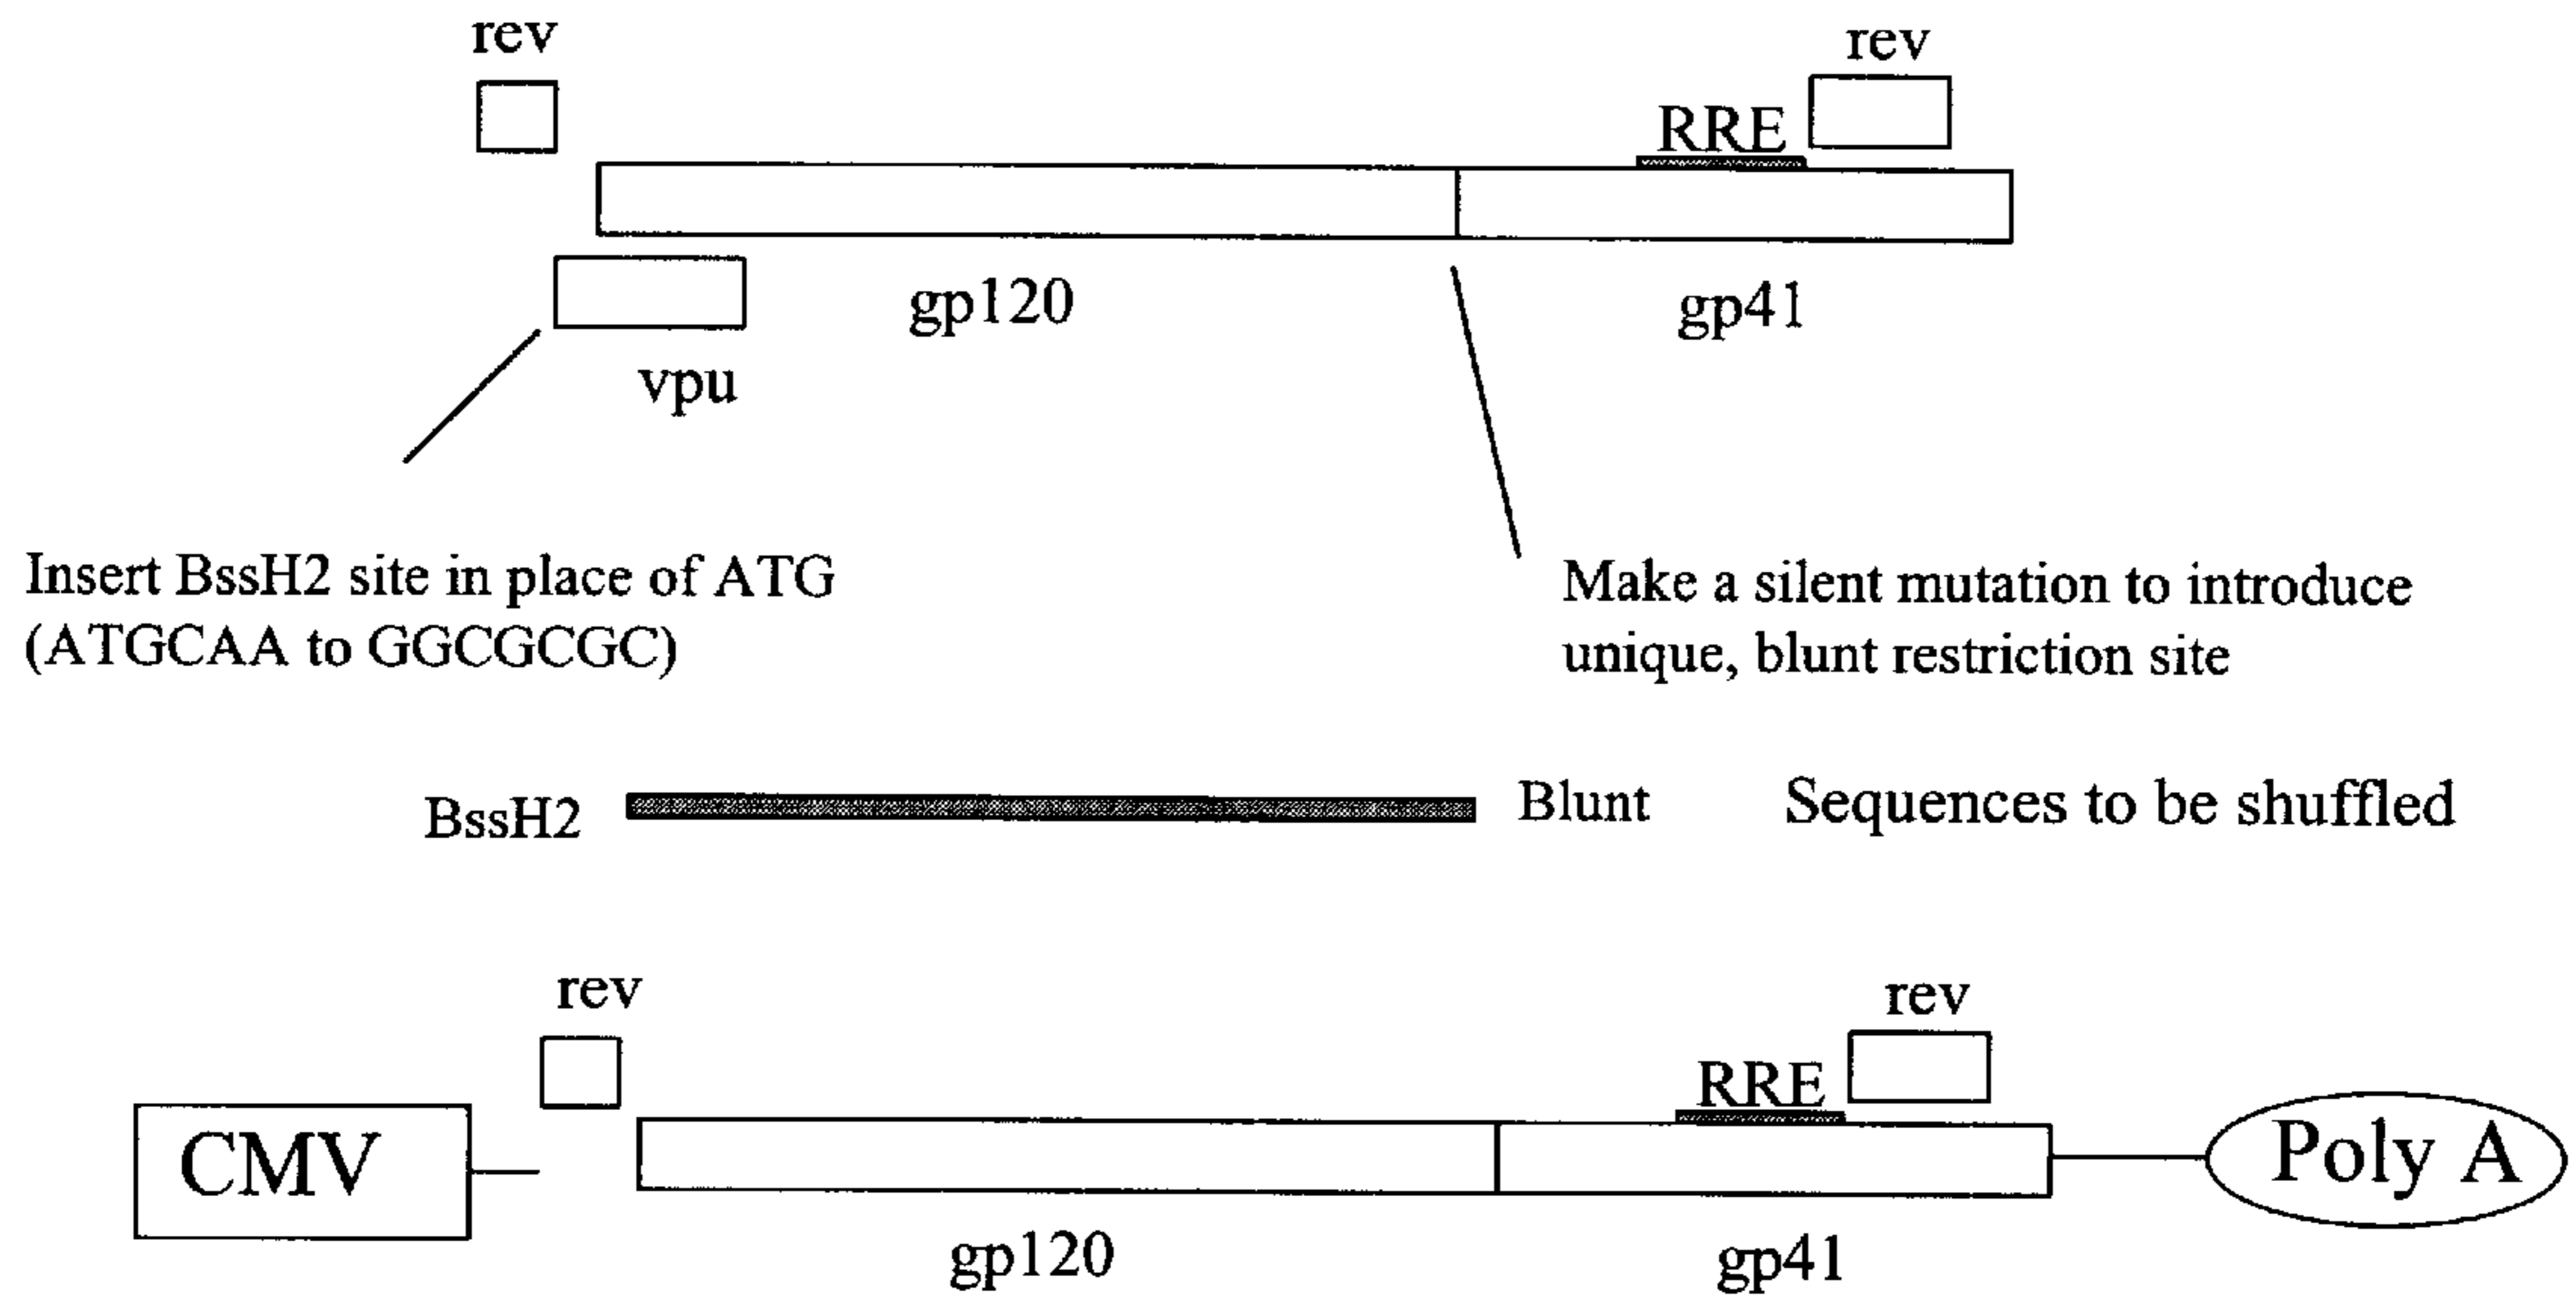 rev
rev
RRE
gp120
gp41
vpu
Insert BssH2 site in place of ATG
(ATGCAA to GGCGCGC)
Make a silent mutation to introduce
unique, blunt restriction site
BssH2
Blunt
Sequences to be shuffled
rev
rev
RRE
CMV
Poly A
gp120
gp41